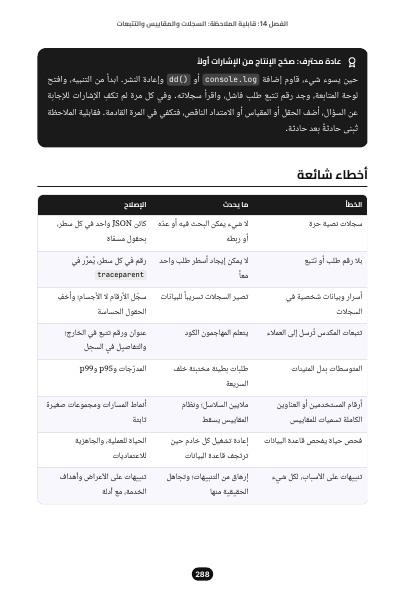 الفصل 14: قابلية الملاحظة: السجلات والمقاييس والتتبعات
عادة محترف: صحّح الإنتاج من الإشارات أولًا
حين يسوء شيء، قاوم إضافة console.log أو dd() وإعادة النشر. ابدأ من التنبيه، وافتح
لوحة المتابعة، وجد رقم تتبع طلب فاشل، واقرأ سجلاته. وفي كل مرة لم تكفِ الإشارات للإجابة
عن السؤال، أضف الحقل أو المقياس أو الامتداد الناقص، فتكفي في المرة القادمة. فقابلية الملاحظة
تُبنى حادثةً بعد حادثة.
أخطاء شائعة
الخطأ ما يحدث الإصلاح
سجلات نصية حرة لا شيء يمكن البحث فيه أو عدّه كائن JSON واحد في كل سطر،
أو ربطه بحقول مسمّاة
بلا رقم طلب أو تتبع لا يمكن إيجاد أسطر طلب واحد رقم في كل سطر، يُمرَّر في
معاً traceparent
أسرار وبيانات شخصية في تصير السجلات تسريباً للبيانات سجّل الأرقام لا الأجسام؛ وأخفِ
السجلات الحقول الحساسة
تتبعات المكدس تُرسل إلى العملاء يتعلم المهاجمون الكود عنوان ورقم تتبع في الخارج؛
والتفاصيل في السجل
المتوسطات بدل المئينات طلبات بطيئة مختبئة خلف المدرّجات وp95 وp99
السريعة
أرقام المستخدمين أو العناوين ملايين السلاسل؛ ونظام أنماط المسارات ومجموعات صغيرة
الكاملة تسميات للمقاييس المقاييس يسقط ثابتة
فحص حياة يفحص قاعدة البيانات إعادة تشغيل كل خادم حين الحياة للعملية، والجاهزية
ترتجف قاعدة البيانات للاعتماديات
تنبيهات على الأسباب، لكل شيء إرهاق من التنبيهات؛ وتجاهل تنبيهات على الأعراض وأهداف
الحقيقية منها الخدمة، مع أدلة
288